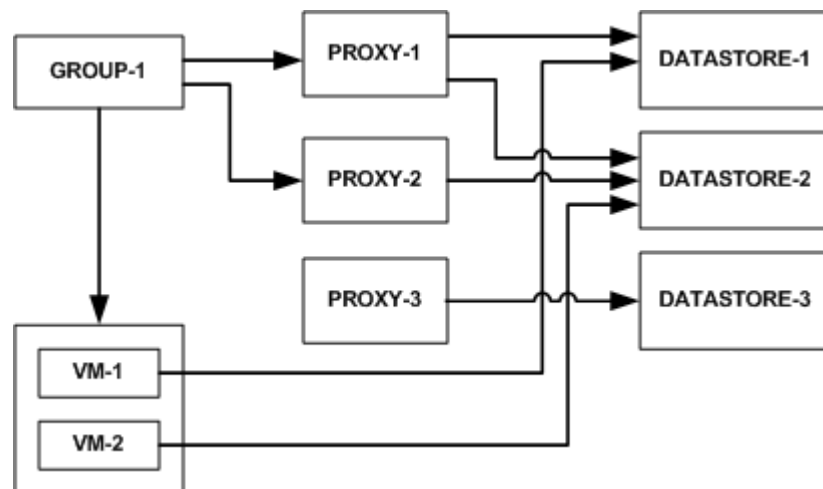 GROUP-1
PROXY-1
DATASTORE-1
PROXY-2
DATASTORE-2
PROXY-3
DATASTORE-3
VM-1
VM-2